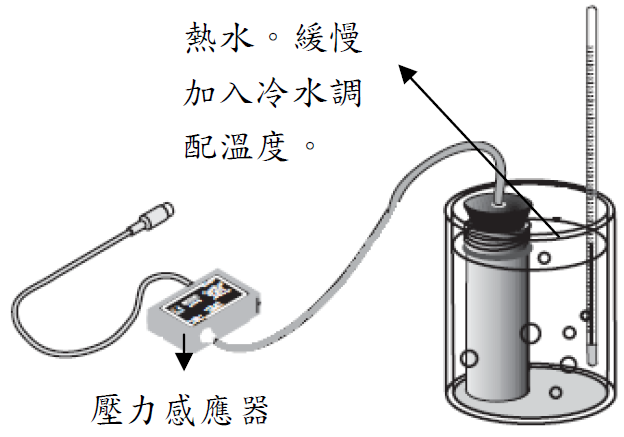 熱水。緩慢
加入冷水調
配溫度。
壓力感應器